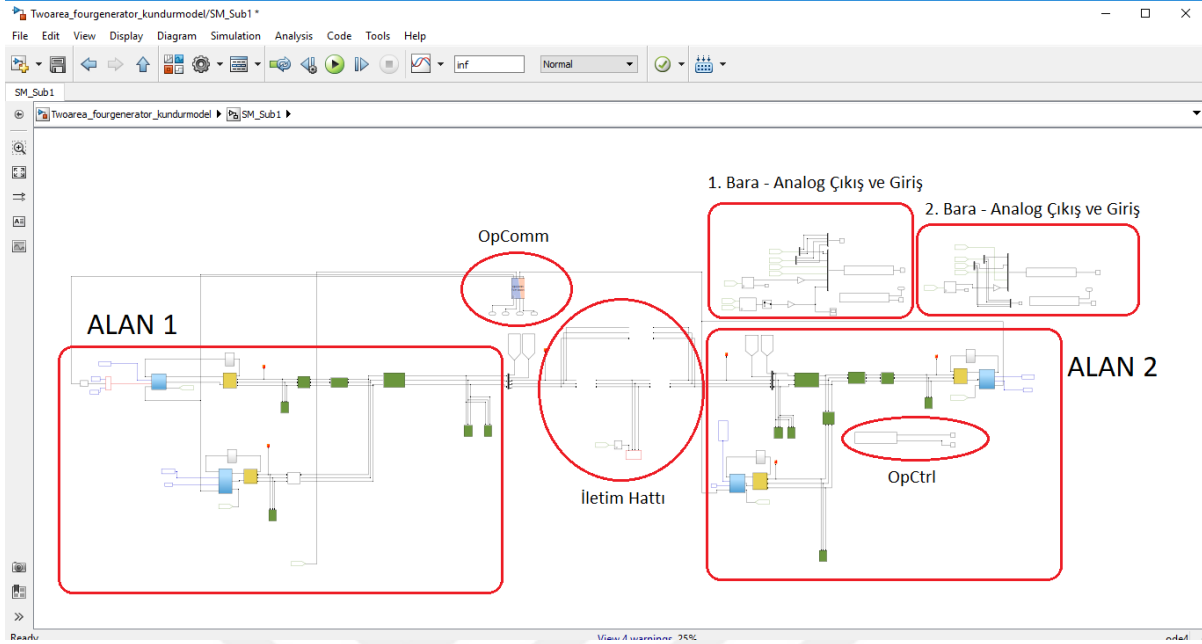 Twoarea_fourgenerator_kundurmodel/SM_Sub1 *
File Edit View Display Diagram Simulation Analysis Code Tools Help
inf Normal
SM_Sub1
Twoarea_fourgenerator_kundurmodel SM_Sub1
1. Bara - Analog Çıkış ve Giriş
2. Bara - Analog Çıkış ve Giriş
OpComm
ALAN 1
ALAN 2
OpCtrl
İletim Hattı
Ready View 4 warnings 25% ode4